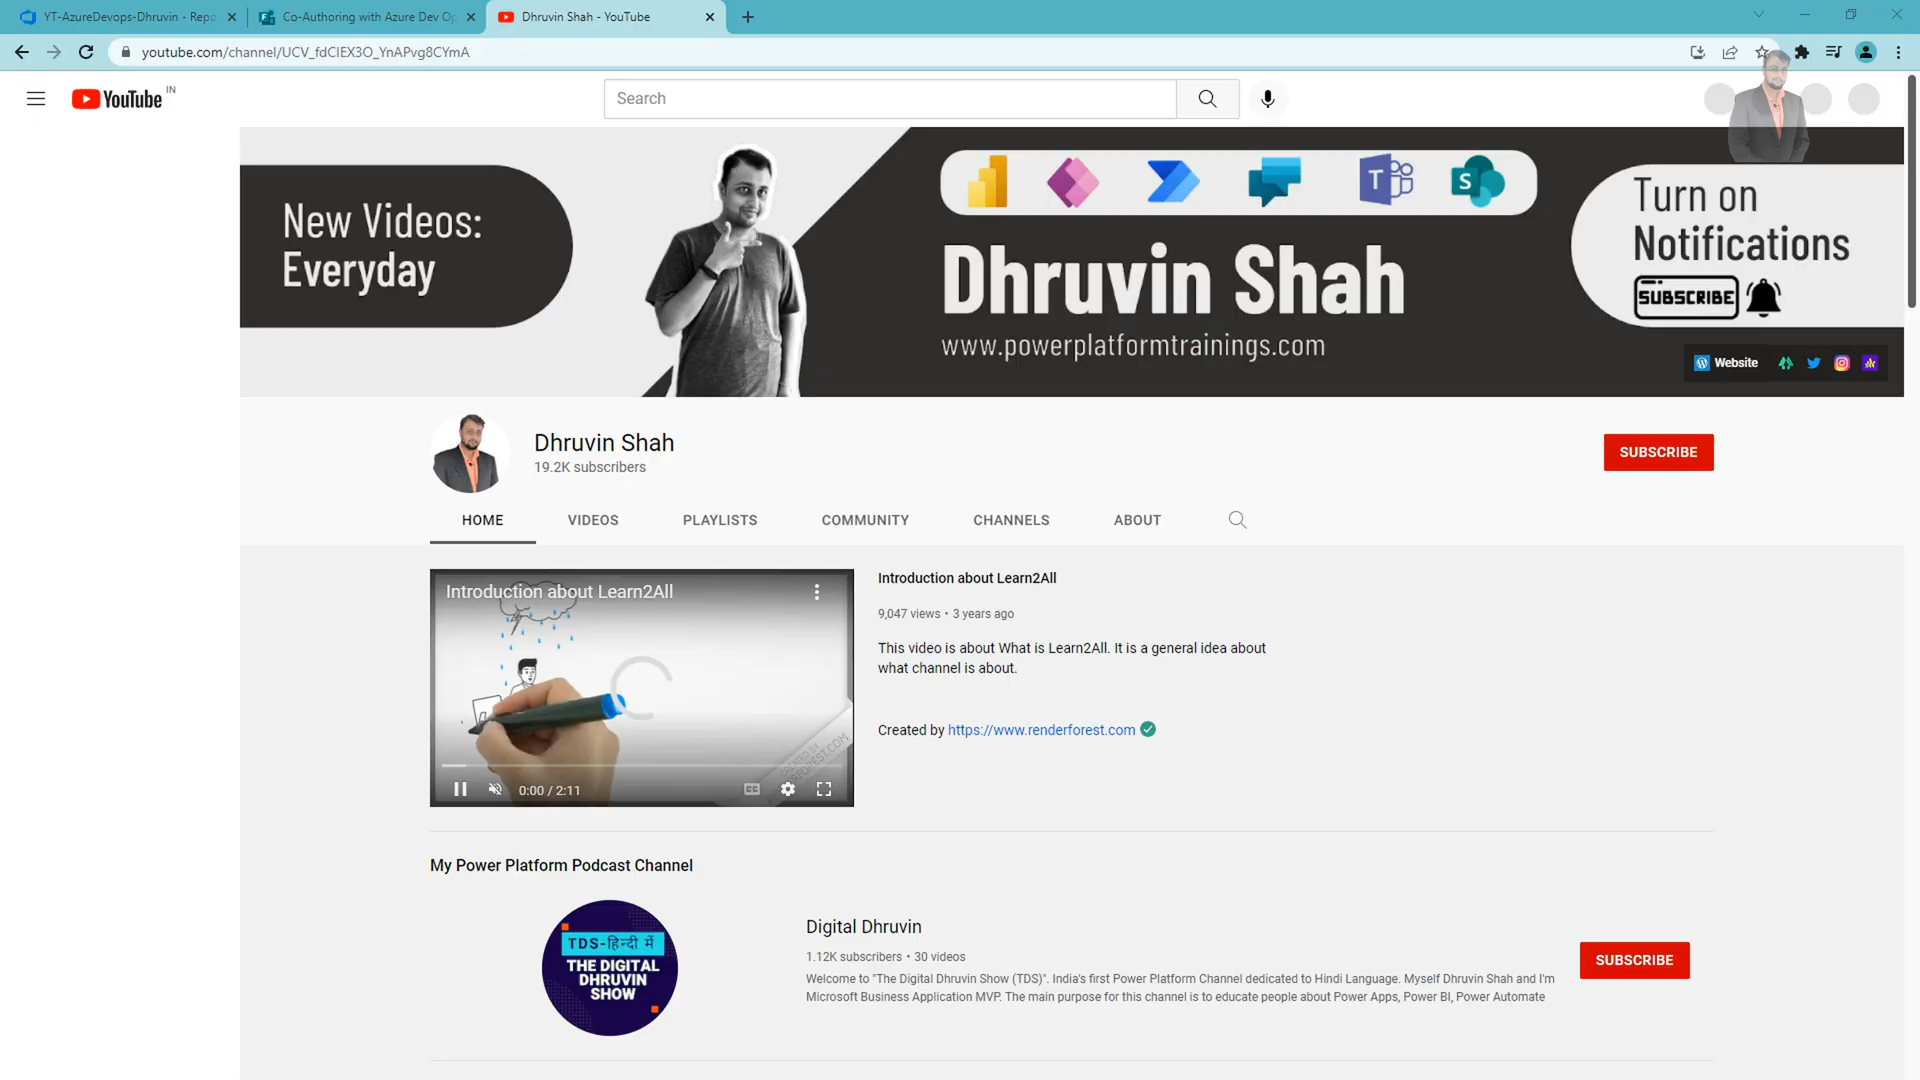 YT-AzureDevops-Dhruvin - Repo
Co-Authoring with Azure Dev Op
Dhruvin Shah - YouTube
youtube.com/channel/UCV_fdCIEX3O_YnAPvg8CYmA
YouTube IN
Search
New Videos:
Everyday
T
S
Dhruvin Shah
www.powerplatformtrainings.com
Turn on
Notifications
SUBSCRIBE
Website
Dhruvin Shah
19.2K subscribers
SUBSCRIBE
HOME
VIDEOS
PLAYLISTS
COMMUNITY
CHANNELS
ABOUT
Introduction about Learn2All
0:00 / 2:11
CC
Introduction about Learn2All
9,047 views • 3 years ago
This video is about What is Learn2All. It is a general idea about
what channel is about.
Created by https://www.renderforest.com
My Power Platform Podcast Channel
TDS-हिन्दी में
THE DIGITAL
DHRUVIN
SHOW
Digital Dhruvin
1.12K subscribers • 30 videos
Welcome to "The Digital Dhruvin Show (TDS)". India's first Power Platform Channel dedicated to Hindi Language. Myself Dhruvin Shah and I'm
Microsoft Business Application MVP. The main purpose for this channel is to educate people about Power Apps, Power BI, Power Automate
SUBSCRIBE